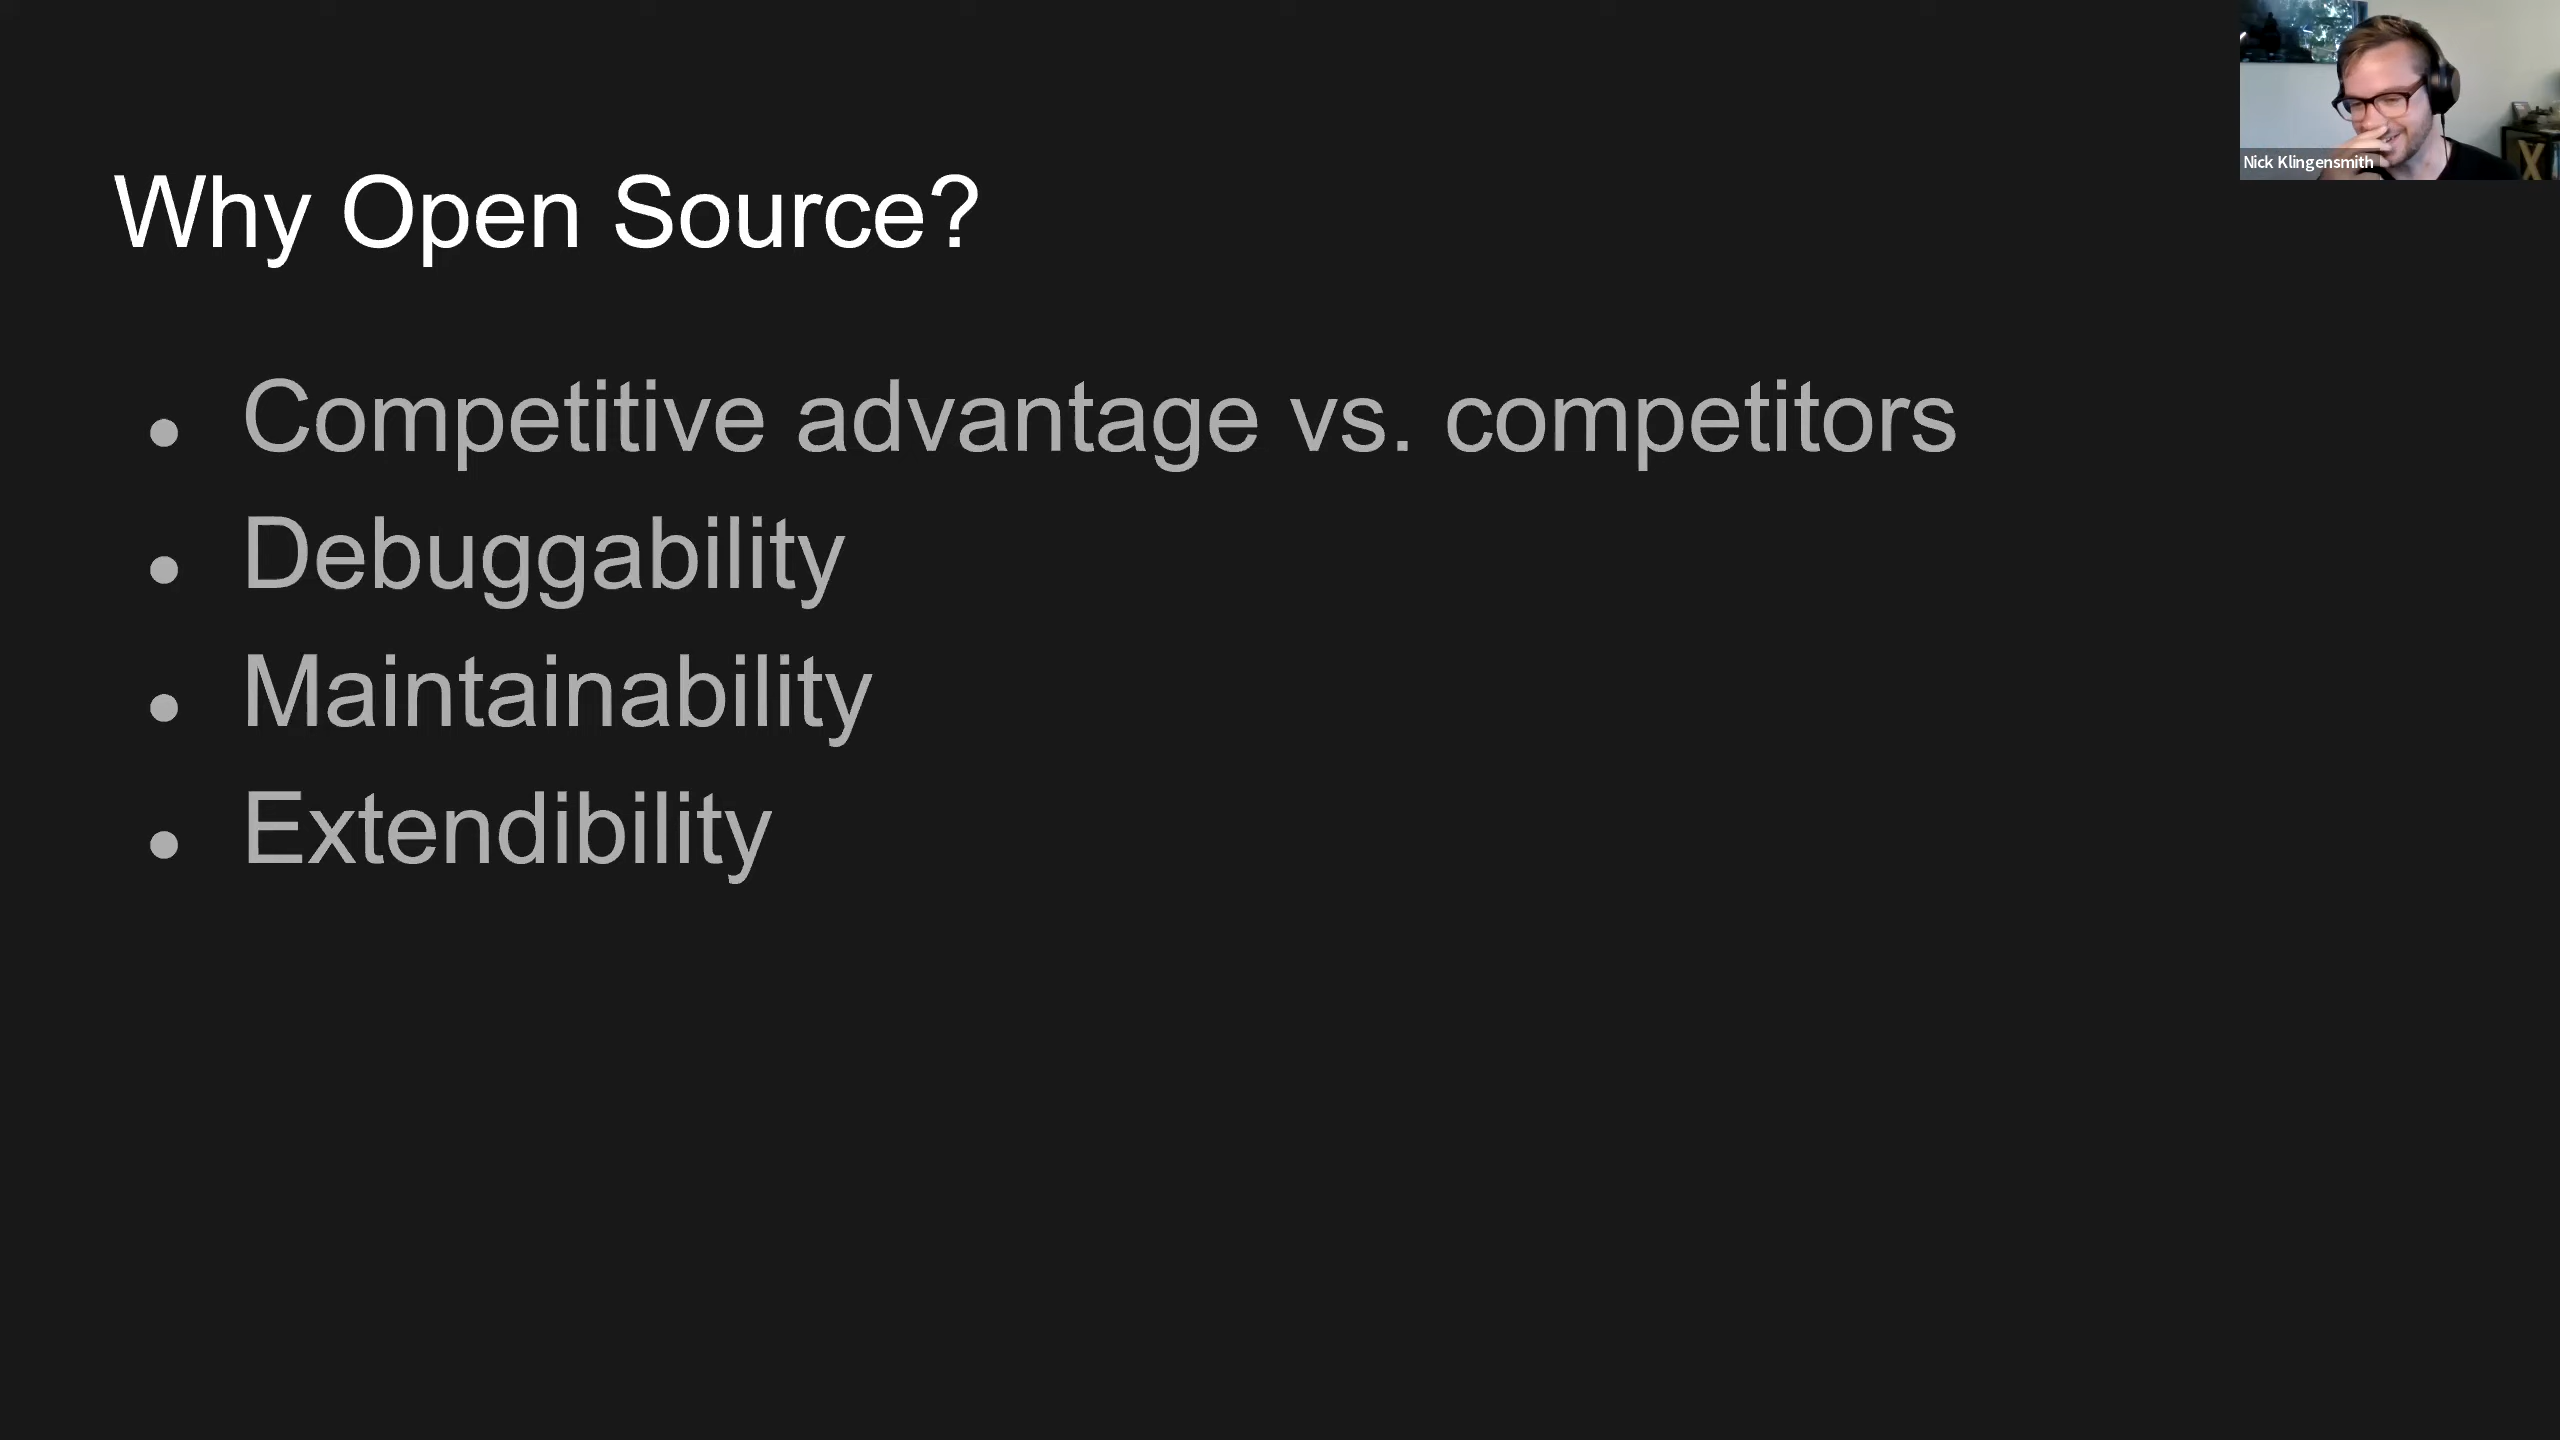 Why Open Source?
Nick Klingensmith
● Competitive advantage vs. competitors
● Debuggability
● Maintainability
● Extendibility